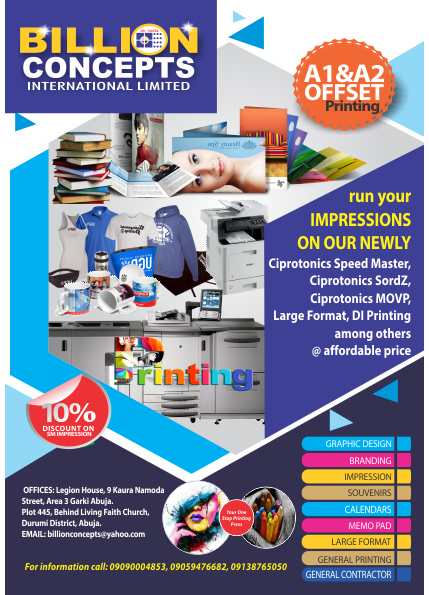 BILLION
CONCEPTS
INTERNATIONAL LIMITED
A1&A2
OFFSET
Printing
Beauty Spa
run your
IMPRESSIONS
ON OUR NEWLY
Ciprotonics Speed Master,
Ciprotonics SordZ,
Ciprotonics MOVP,
Large Format, DI Printing
among others
@ affordable price
Printing
10%
DISCOUNT ON
SM IMPRESSION
GRAPHIC DESIGN
BRANDING
IMPRESSION
SOUVENIRS
CALENDARS
MEMO PAD
LARGE FORMAT
GENERAL PRINTING
GENERAL CONTRACTOR
OFFICES: Legion House, 9 Kaura Namoda
Street, Area 3 Garki Abuja.
Plot 445, Behind Living Faith Church,
Durumi District, Abuja.
EMAIL: billionconcepts@yahoo.com
Your One
Stop Printing
Press
For information call: 09090004853, 09059476682, 09138765050